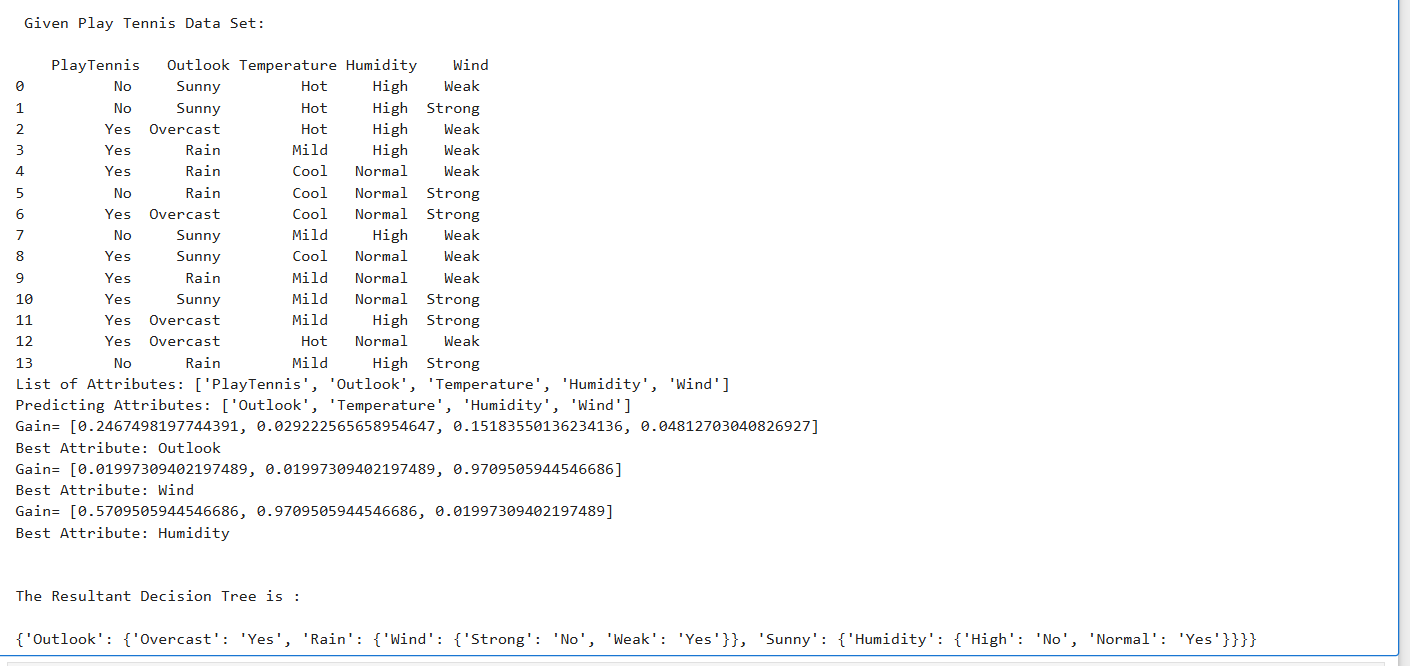 Given Play Tennis Data Set:
PlayTennis Outlook Temperature Humidity Wind
0 No Sunny Hot High Weak
1 No Sunny Hot High Strong
2 Yes Overcast Hot High Weak
3 Yes Rain Mild High Weak
4 Yes Rain Cool Normal Weak
5 No Rain Cool Normal Strong
6 Yes Overcast Cool Normal Strong
7 No Sunny Mild High Weak
8 Yes Sunny Cool Normal Weak
9 Yes Rain Mild Normal Weak
10 Yes Sunny Mild Normal Strong
11 Yes Overcast Mild High Strong
12 Yes Overcast Hot Normal Weak
13 No Rain Mild High Strong
List of Attributes: ['PlayTennis', 'Outlook', 'Temperature', 'Humidity', 'Wind']
Predicting Attributes: ['Outlook', 'Temperature', 'Humidity', 'Wind']
Gain= [0.2467498197744391, 0.029222565658954647, 0.15183550136234136, 0.04812703040826927]
Best Attribute: Outlook
Gain= [0.01997309402197489, 0.01997309402197489, 0.9709505944546686]
Best Attribute: Wind
Gain= [0.5709505944546686, 0.9709505944546686, 0.01997309402197489]
Best Attribute: Humidity
The Resultant Decision Tree is :
{'Outlook': {'Overcast': 'Yes', 'Rain': {'Wind': {'Strong': 'No', 'Weak': 'Yes'}}, 'Sunny': {'Humidity': {'High': 'No', 'Normal': 'Yes'}}}}